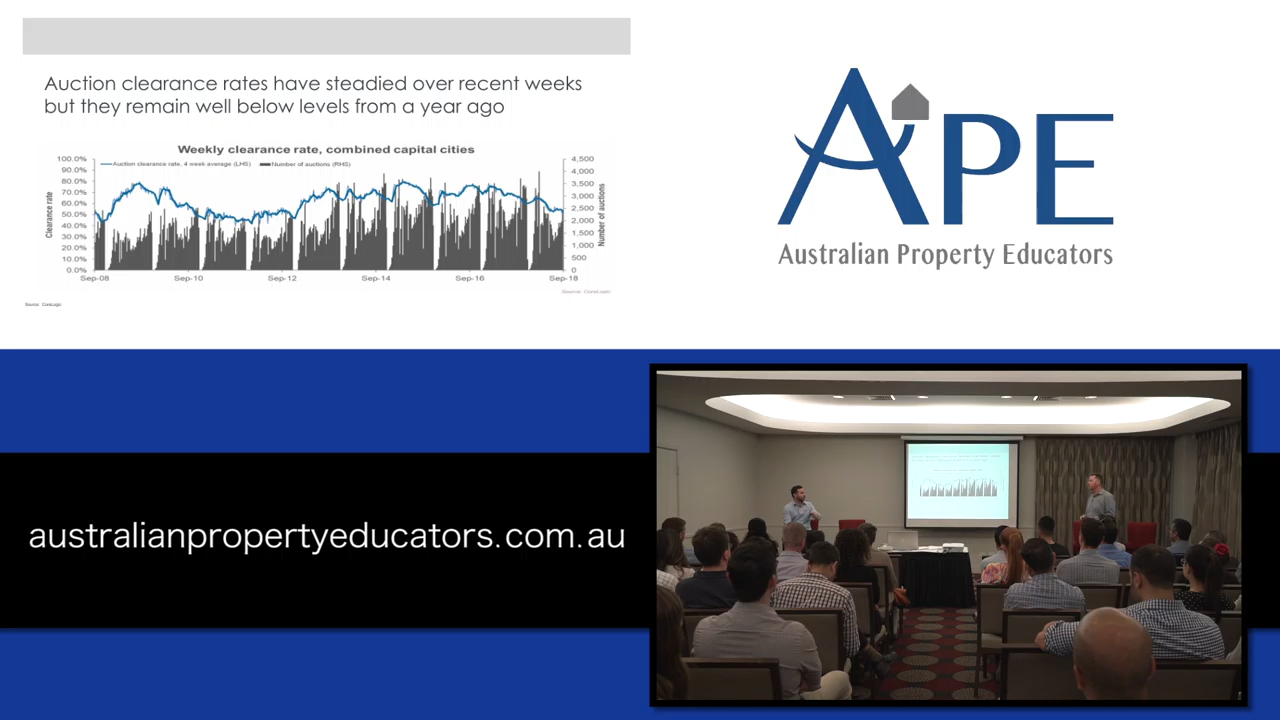 Auction clearance rates have steadied over recent weeks
but they remain well below levels from a year ago
Weekly clearance rate, combined capital cities
Auction clearance rate, 4 week average (LHS)
Number of auctions (RHS)
100.0%
90.0%
80.0%
70.0%
60.0%
50.0%
40.0%
30.0%
20.0%
10.0%
0.0%
Clearance rate
4,500
4,000
3,500
3,000
2,500
2,000
1,500
1,000
500
0
Number of auctions
Sep-08
Sep-10
Sep-12
Sep-14
Sep-16
Sep-18
Source: CoreLogic
Source: CoreLogic
APE
Australian Property Educators
australianpropertyeducators.com.au